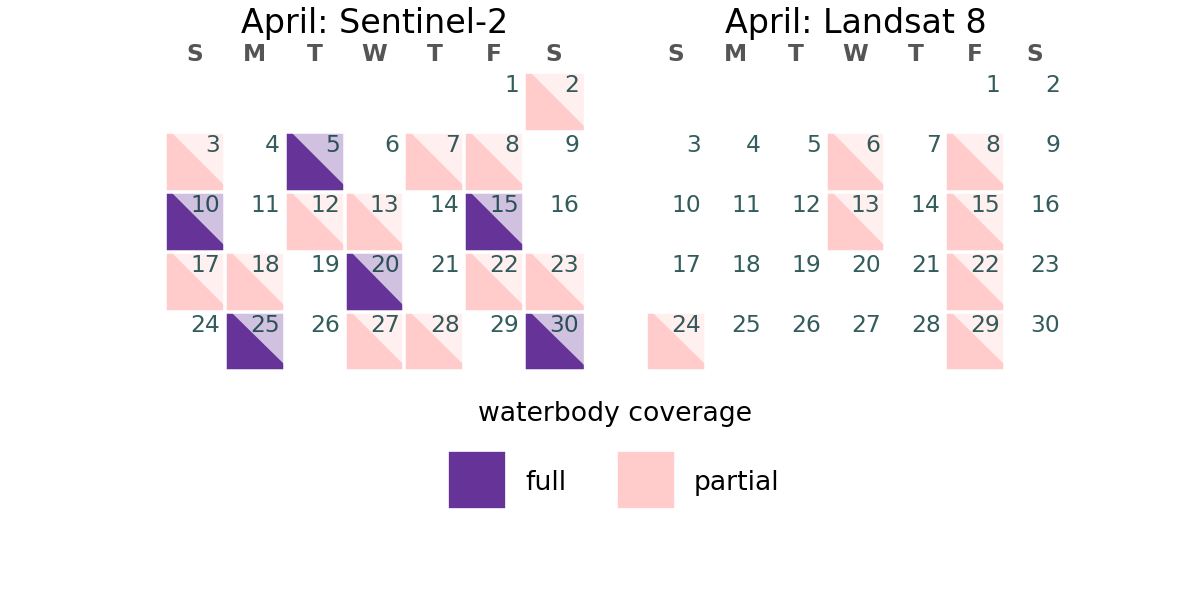 April: Sentinel-2
S M T W T F S
1 2
3 4 5 6 7 8 9
10 11 12 13 14 15 16
17 18 19 20 21 22 23
24 25 26 27 28 29 30
April: Landsat 8
S M T W T F S
1 2
3 4 5 6 7 8 9
10 11 12 13 14 15 16
17 18 19 20 21 22 23
24 25 26 27 28 29 30
waterbody coverage
full partial